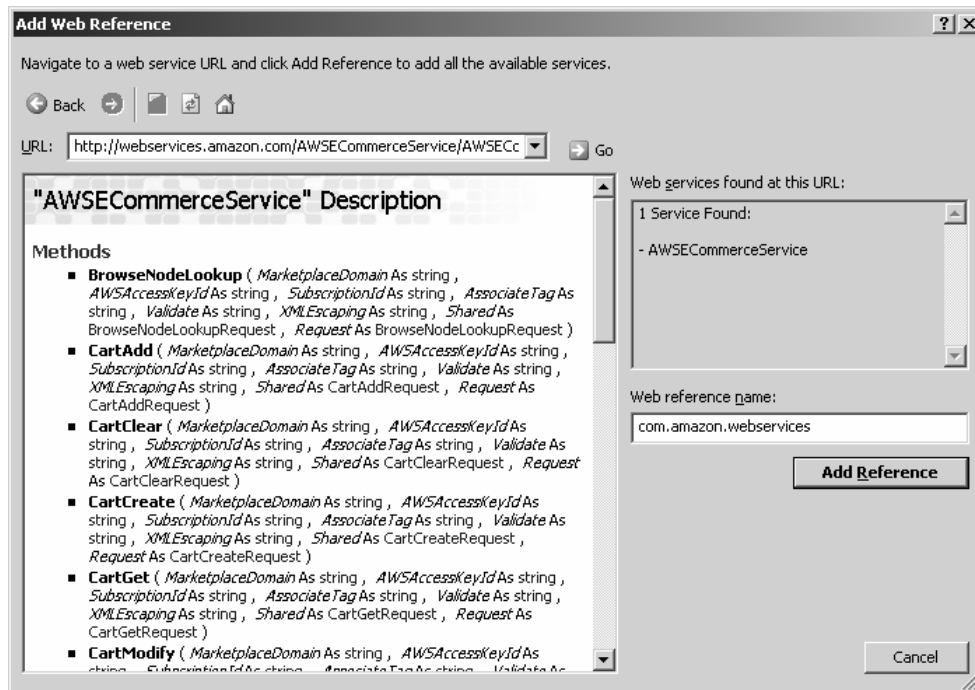 Add Web Reference
Navigate to a web service URL and click Add Reference to add all the available services.
Back
URL: http://webservices.amazon.com/AWSECommerceService/AWSECc
Go
"AWSECommerceService" Description
Methods
BrowseNodeLookup ( MarketplaceDomain As string ,
AWSAccessKeyId As string , SubscriptionId As string , AssociateTag As
string , Validate As string , XMLEscaping As string , Shared As
BrowseNodeLookupRequest , Request As BrowseNodeLookupRequest )
CartAdd ( MarketplaceDomain As string , AWSAccessKeyId As string ,
SubscriptionId As string , AssociateTag As string , Validate As string ,
XMLEscaping As string , Shared As CartAddRequest , Request As
CartAddRequest )
CartClear ( MarketplaceDomain As string , AWSAccessKeyId As
string , SubscriptionId As string , AssociateTag As string , Validate As
string , XMLEscaping As string , Shared As CartClearRequest , Request
As CartClearRequest )
CartCreate ( MarketplaceDomain As string , AWSAccessKeyId As
string , SubscriptionId As string , AssociateTag As string , Validate As
string , XMLEscaping As string , Shared As CartCreateRequest ,
Request As CartCreateRequest )
CartGet ( MarketplaceDomain As string , AWSAccessKeyId As string ,
SubscriptionId As string , AssociateTag As string , Validate As string ,
XMLEscaping As string , Shared As CartGetRequest , Request As
CartGetRequest )
CartModify ( MarketplaceDomain As string , AWSAccessKeyId As
string , SubscriptionId As string , AssociateTag As string , Validate As
Web services found at this URL:
1 Service Found:
- AWSECommerceService
Web reference name:
com.amazon.webservices
Add Reference
Cancel